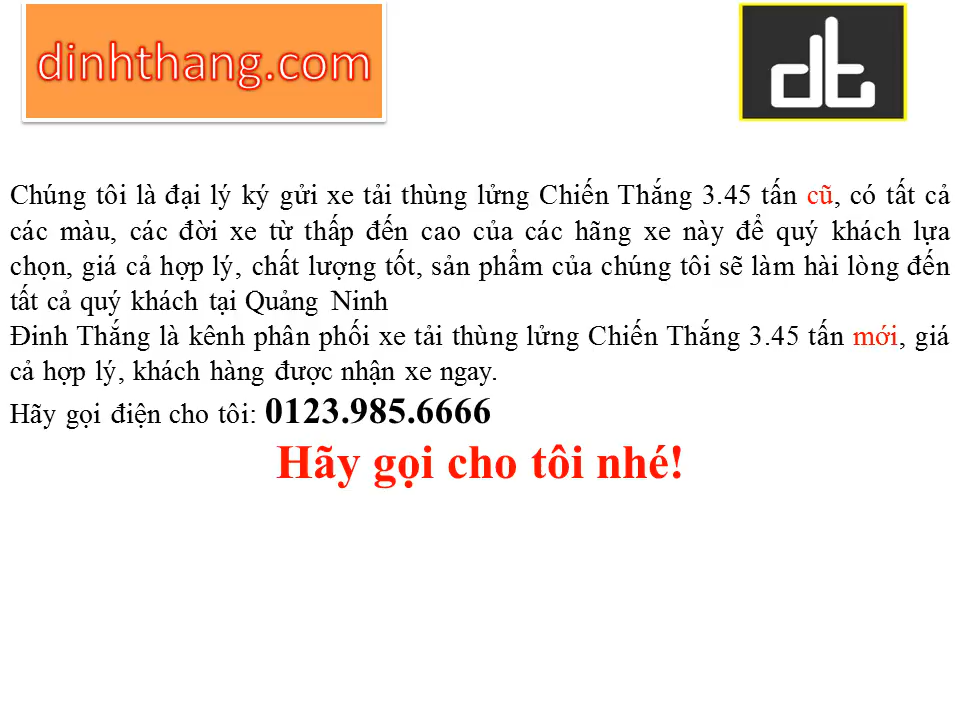 dinhthang.com
dt
Chúng tôi là đại lý ký gửi xe tải thùng lửng Chiến Thắng 3.45 tấn cũ, có tất cả
các màu, các đời xe từ thấp đến cao của các hãng xe này để quý khách lựa
chọn, giá cả hợp lý, chất lượng tốt, sản phẩm của chúng tôi sẽ làm hài lòng đến
tất cả quý khách tại Quảng Ninh
Đinh Thắng là kênh phân phối xe tải thùng lửng Chiến Thắng 3.45 tấn mới, giá
cả hợp lý, khách hàng được nhận xe ngay.
Hãy gọi điện cho tôi: 0123.985.6666
Hãy gọi cho tôi nhé!